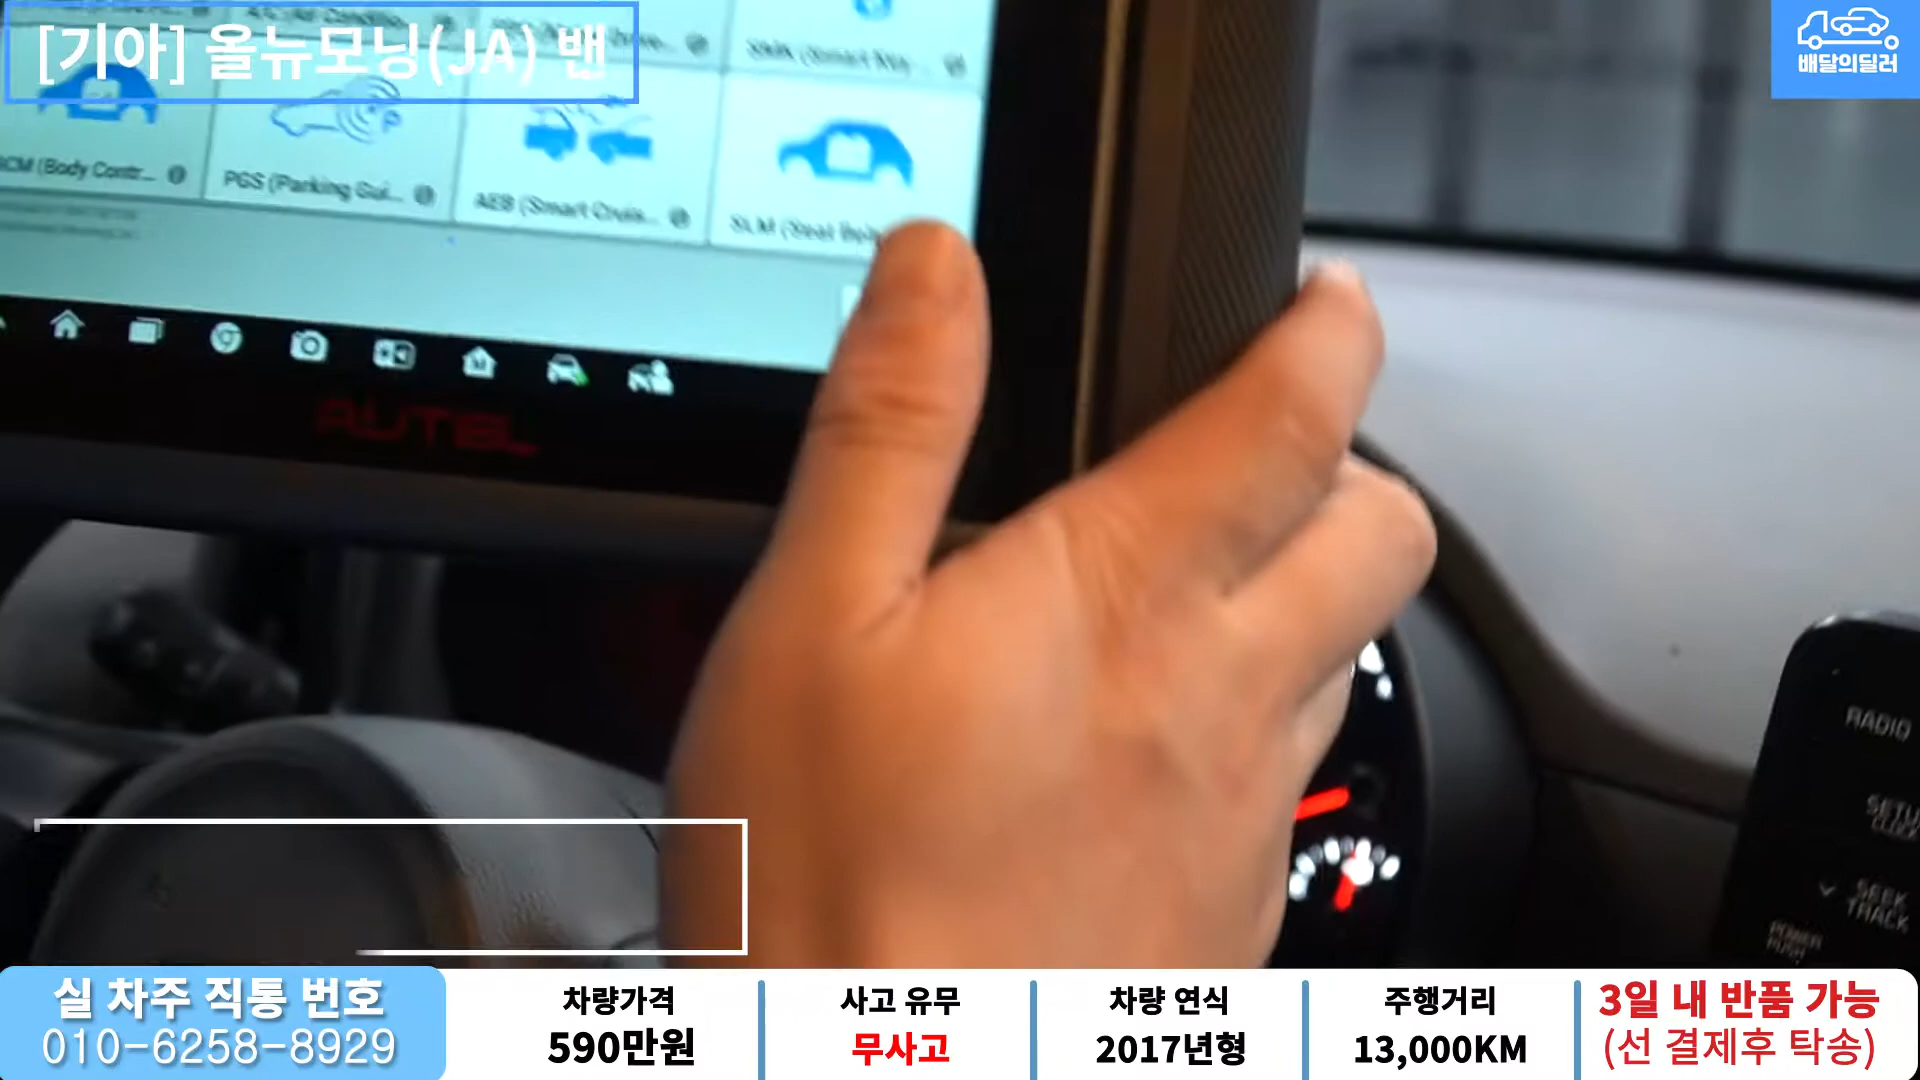 [기아] 올뉴모닝(JA) 밴
배달의딜러
(Body Contr...
PGS (Parking Gui...
AEB (Smart Cruis...
SLM (Seat
AUTEL
RADIO
SEEK
TRACK
실 차주 직통 번호
010-6258-8929
차량가격
590만원
사고 유무
무사고
차량 연식
2017년형
주행거리
13,000KM
3일 내 반품 가능
(선 결제후 탁송)